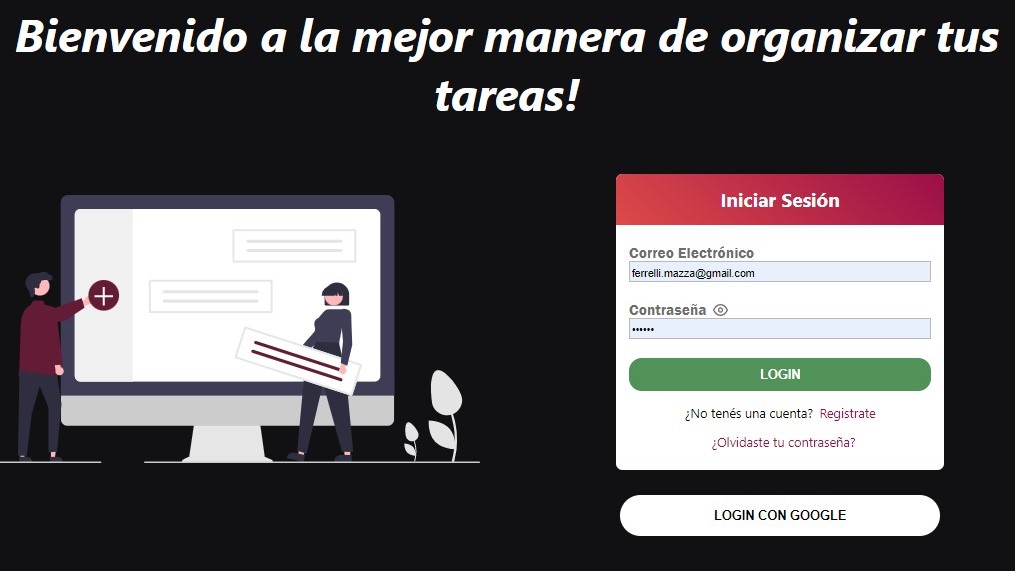 Bienvenido a la mejor manera de organizar tus
tareas!
Iniciar Sesión
Correo Electrónico
ferrelli.mazza@gmail.com
Contraseña
••••••
LOGIN
¿No tenés una cuenta? Registrate
¿Olvidaste tu contraseña?
LOGIN CON GOOGLE